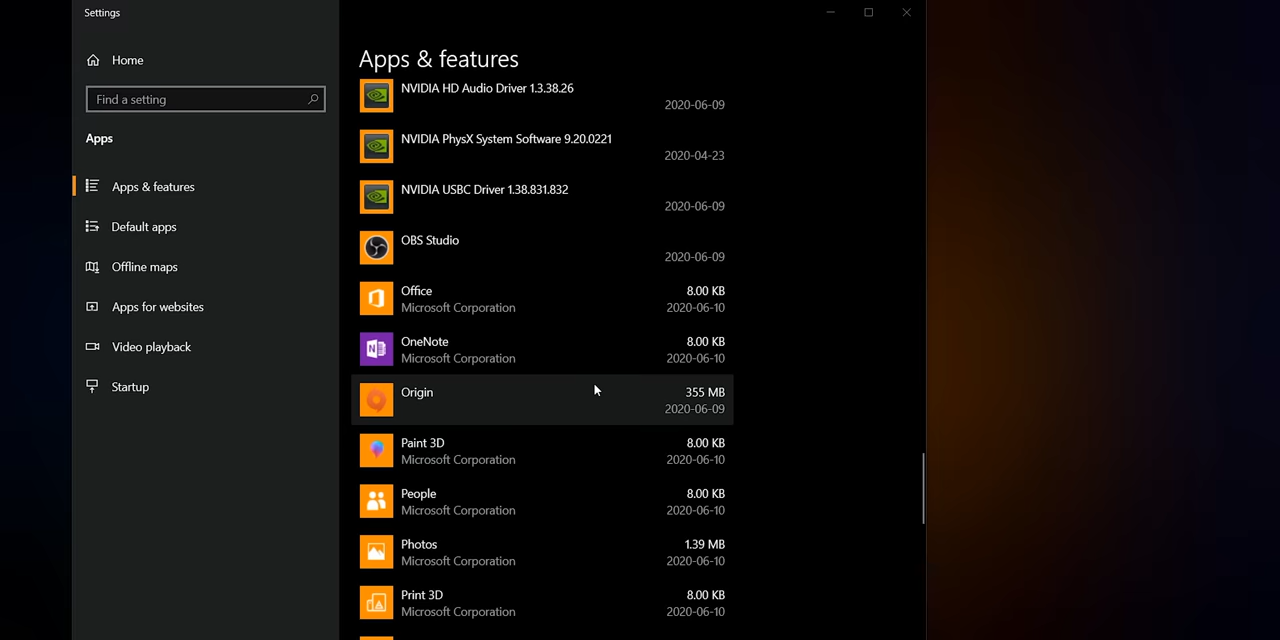 Settings
Home
Find a setting
Apps
Apps & features
Default apps
Offline maps
Apps for websites
Video playback
Startup
Apps & features
NVIDIA HD Audio Driver 1.3.38.26
2020-06-09
NVIDIA PhysX System Software 9.20.0221
2020-04-23
NVIDIA USBC Driver 1.38.831.832
2020-06-09
OBS Studio
2020-06-09
Office 8.00 KB
Microsoft Corporation 2020-06-10
OneNote 8.00 KB
Microsoft Corporation 2020-06-10
Origin 355 MB
2020-06-09
Paint 3D 8.00 KB
Microsoft Corporation 2020-06-10
People 8.00 KB
Microsoft Corporation 2020-06-10
Photos 1.39 MB
Microsoft Corporation 2020-06-10
Print 3D 8.00 KB
Microsoft Corporation 2020-06-10